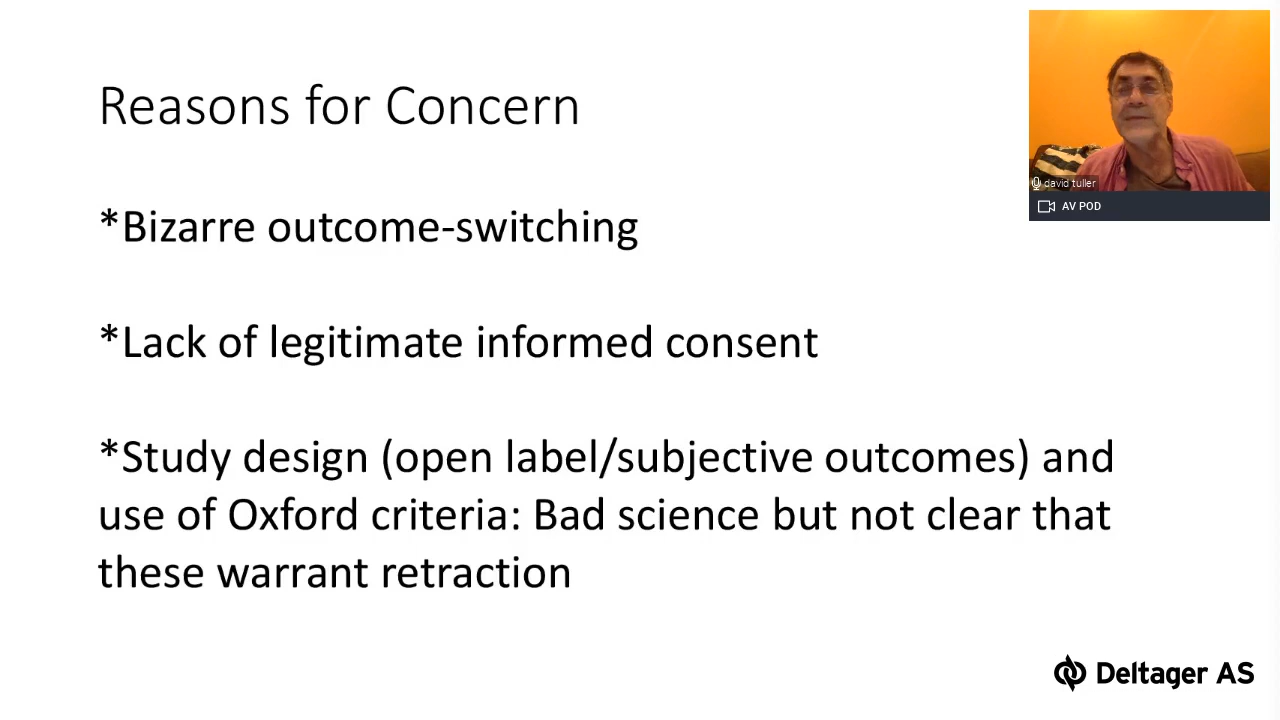 Reasons for Concern
*Bizarre outcome-switching
*Lack of legitimate informed consent
*Study design (open label/subjective outcomes) and
use of Oxford criteria: Bad science but not clear that
these warrant retraction
david tuller
AV POD
Deltager AS